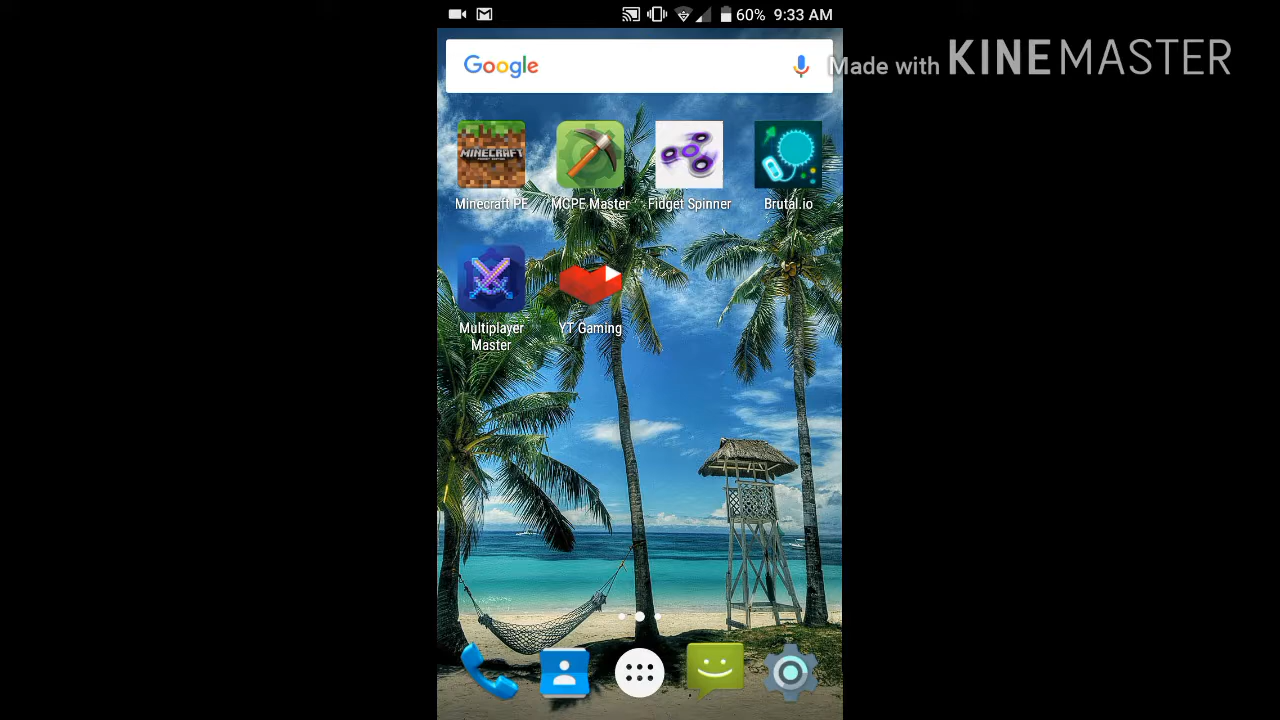 60% 9:33 AM
Google
Made with KINEMASTER
MINECRAFT
Minecraft PE MCPE Master Fidget Spinner Brutal.io
Multiplayer Master YT Gaming